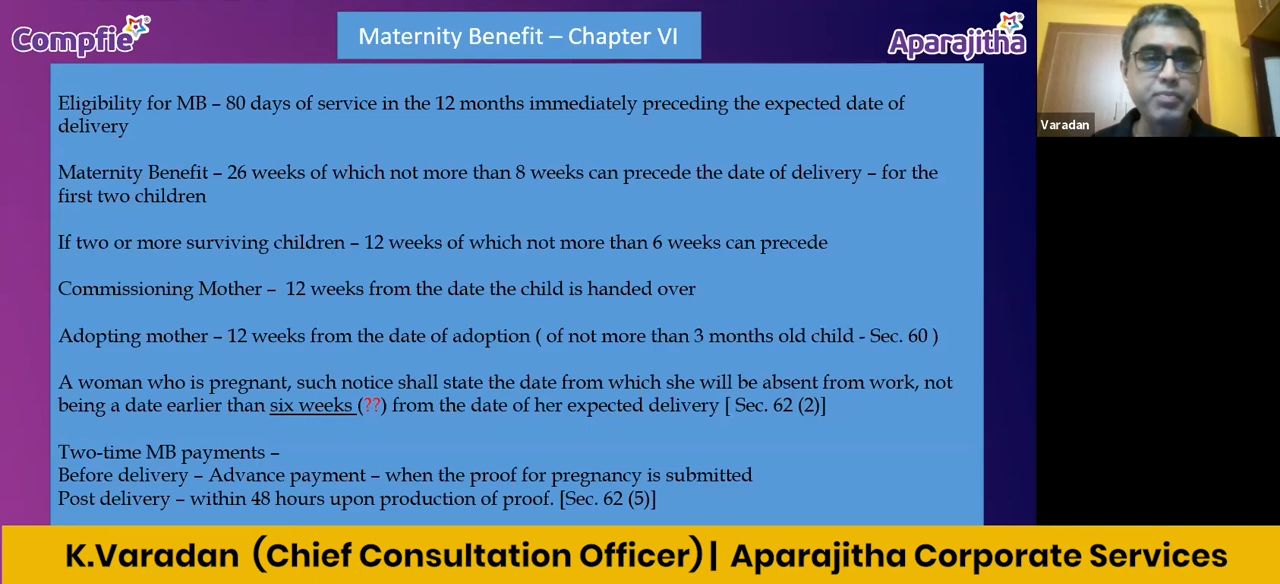 Compfie
Maternity Benefit – Chapter VI
Aparajitha
Varadan
Eligibility for MB – 80 days of service in the 12 months immediately preceding the expected date of
delivery
Maternity Benefit – 26 weeks of which not more than 8 weeks can precede the date of delivery – for the
first two children
If two or more surviving children – 12 weeks of which not more than 6 weeks can precede
Commissioning Mother – 12 weeks from the date the child is handed over
Adopting mother – 12 weeks from the date of adoption ( of not more than 3 months old child - Sec. 60 )
A woman who is pregnant, such notice shall state the date from which she will be absent from work, not
being a date earlier than six weeks (??) from the date of her expected delivery [ Sec. 62 (2)]
Two-time MB payments –
Before delivery – Advance payment – when the proof for pregnancy is submitted
Post delivery – within 48 hours upon production of proof. [Sec. 62 (5)]
K.Varadan (Chief Consultation Officer) | Aparajitha Corporate Services